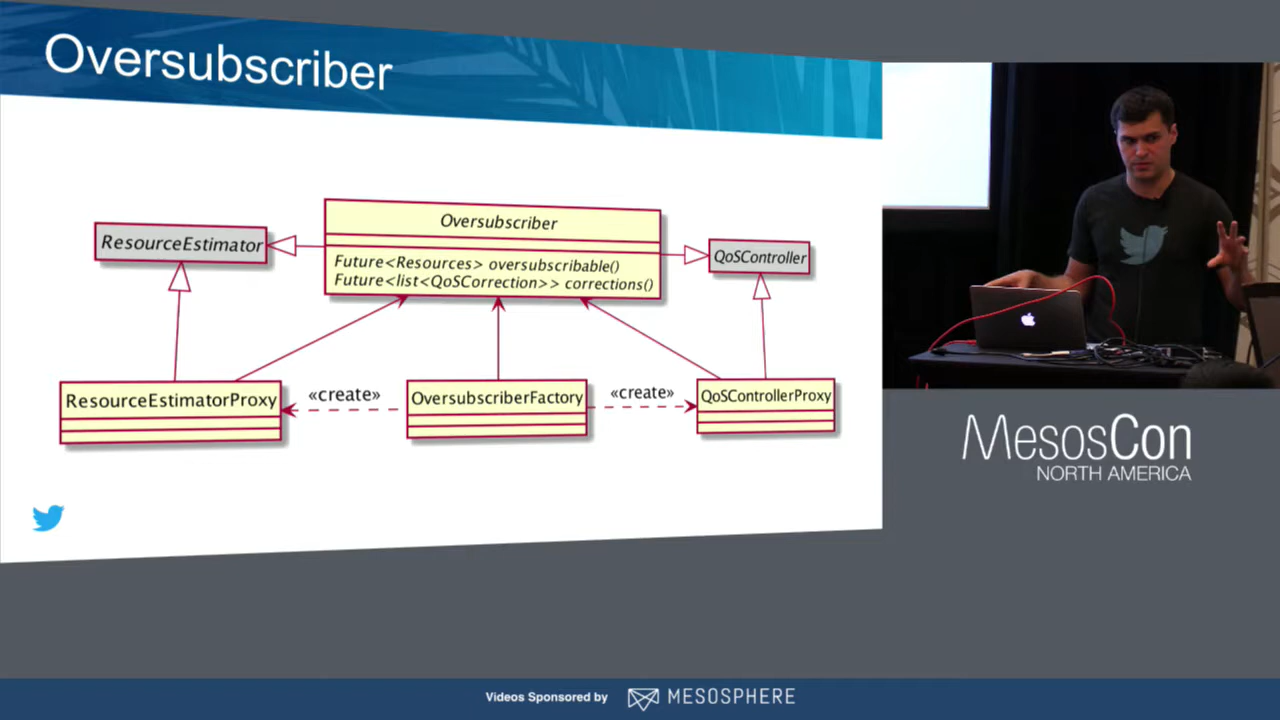 Oversubscriber
Oversubscriber
ResourceEstimator
QoSController
Future<Resources> oversubscribable()
Future<list<QoSCorrection>> corrections()
ResourceEstimatorProxy
«create»
OversubscriberFactory
«create»
QoSControllerProxy
MesosCon
NORTH AMERICA
Videos Sponsored by
MESOSPHERE